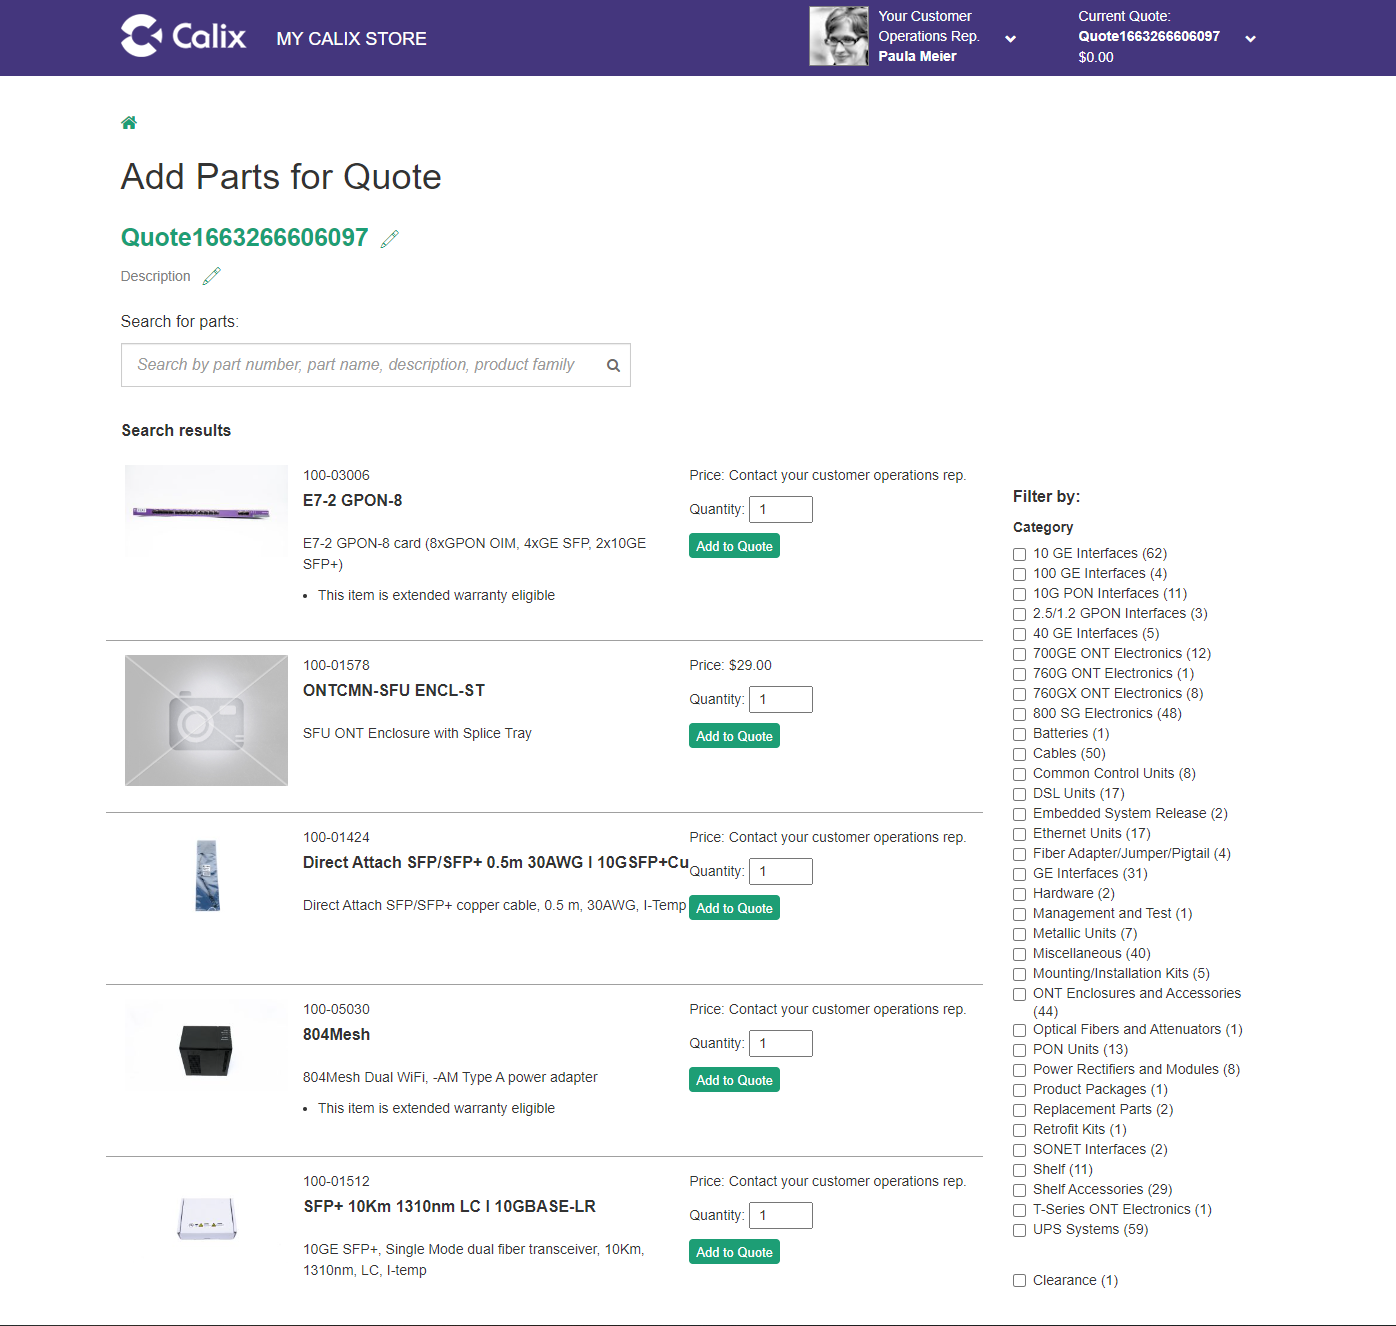 Calix
MY CALIX STORE
Your Customer
Operations Rep.
Paula Meier
Current Quote:
Quote1663266606097
$0.00
Add Parts for Quote
Quote1663266606097
Description
Search for parts:
Search by part number, part name, description, product family
Search results
100-03006
E7-2 GPON-8
E7-2 GPON-8 card (8xGPON OIM, 4xGE SFP, 2x10GE
SFP+)
• This item is extended warranty eligible
Price: Contact your customer operations rep.
Quantity: 1
Add to Quote
100-01578
ONTCMN-SFU ENCL-ST
SFU ONT Enclosure with Splice Tray
Price: $29.00
Quantity: 1
Add to Quote
100-01424
Direct Attach SFP/SFP+ 0.5m 30AWG I 10GSFP+Cu
Direct Attach SFP/SFP+ copper cable, 0.5 m, 30AWG, I-Temp
Price: Contact your customer operations rep.
Quantity: 1
Add to Quote
100-05030
804Mesh
804Mesh Dual WiFi, -AM Type A power adapter
• This item is extended warranty eligible
Price: Contact your customer operations rep.
Quantity: 1
Add to Quote
100-01512
SFP+ 10Km 1310nm LC I 10GBASE-LR
10GE SFP+, Single Mode dual fiber transceiver, 10Km,
1310nm, LC, I-temp
Price: Contact your customer operations rep.
Quantity: 1
Add to Quote
Filter by:
Category
10 GE Interfaces (62)
100 GE Interfaces (4)
10G PON Interfaces (11)
2.5/1.2 GPON Interfaces (3)
40 GE Interfaces (5)
700GE ONT Electronics (12)
760G ONT Electronics (1)
760GX ONT Electronics (8)
800 SG Electronics (48)
Batteries (1)
Cables (50)
Common Control Units (8)
DSL Units (17)
Embedded System Release (2)
Ethernet Units (17)
Fiber Adapter/Jumper/Pigtail (4)
GE Interfaces (31)
Hardware (2)
Management and Test (1)
Metallic Units (7)
Miscellaneous (40)
Mounting/Installation Kits (5)
ONT Enclosures and Accessories
(44)
Optical Fibers and Attenuators (1)
PON Units (13)
Power Rectifiers and Modules (8)
Product Packages (1)
Replacement Parts (2)
Retrofit Kits (1)
SONET Interfaces (2)
Shelf (11)
Shelf Accessories (29)
T-Series ONT Electronics (1)
UPS Systems (59)
Clearance (1)